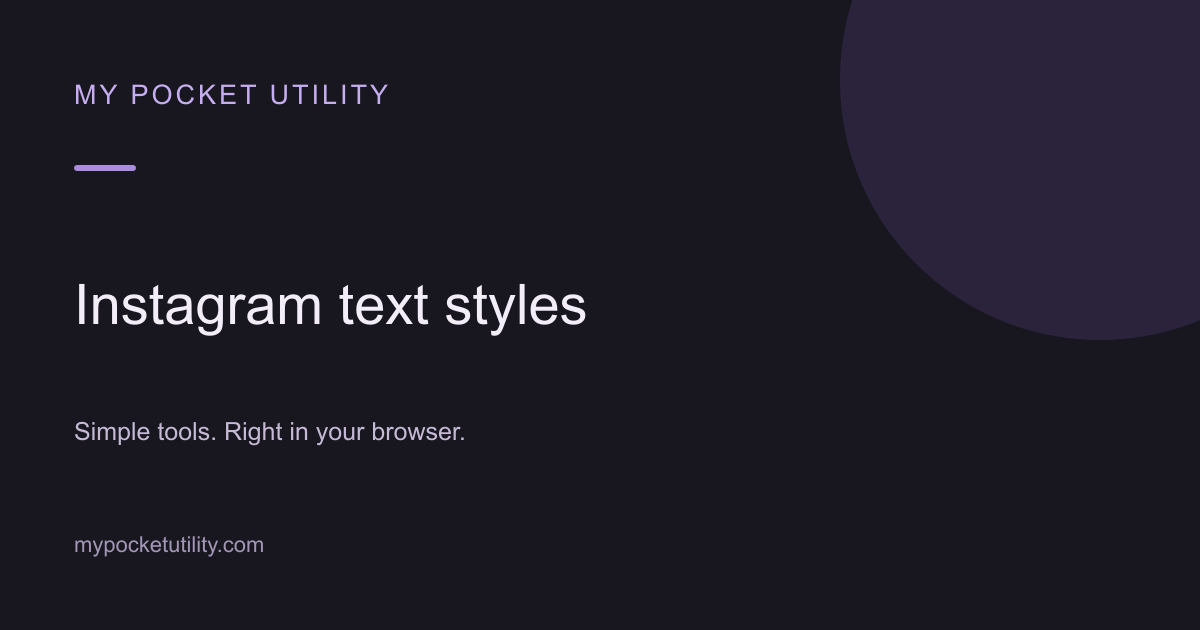 MY POCKET UTILITY
Instagram text styles
Simple tools. Right in your browser.
mypocketutility.com